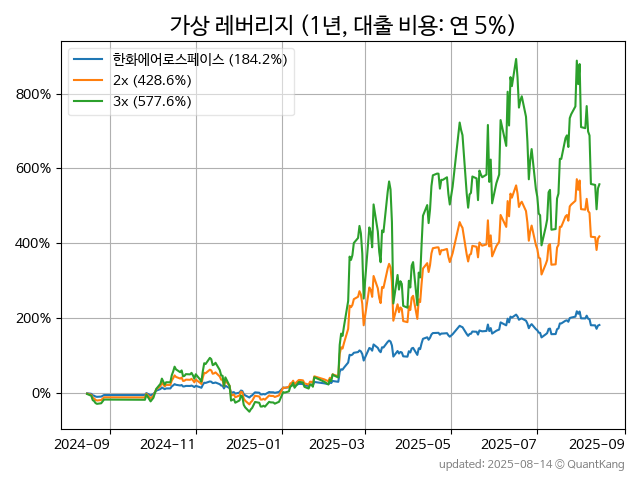 가상 레버리지 (1년, 대출 비용: 연 5%)
한화에어로스페이스 (184.2%)
2x (428.6%)
3x (577.6%)
800%
600%
400%
200%
0%
2024-09 2024-11 2025-01 2025-03 2025-05 2025-07 2025-09
updated: 2025-08-14 © QuantKang